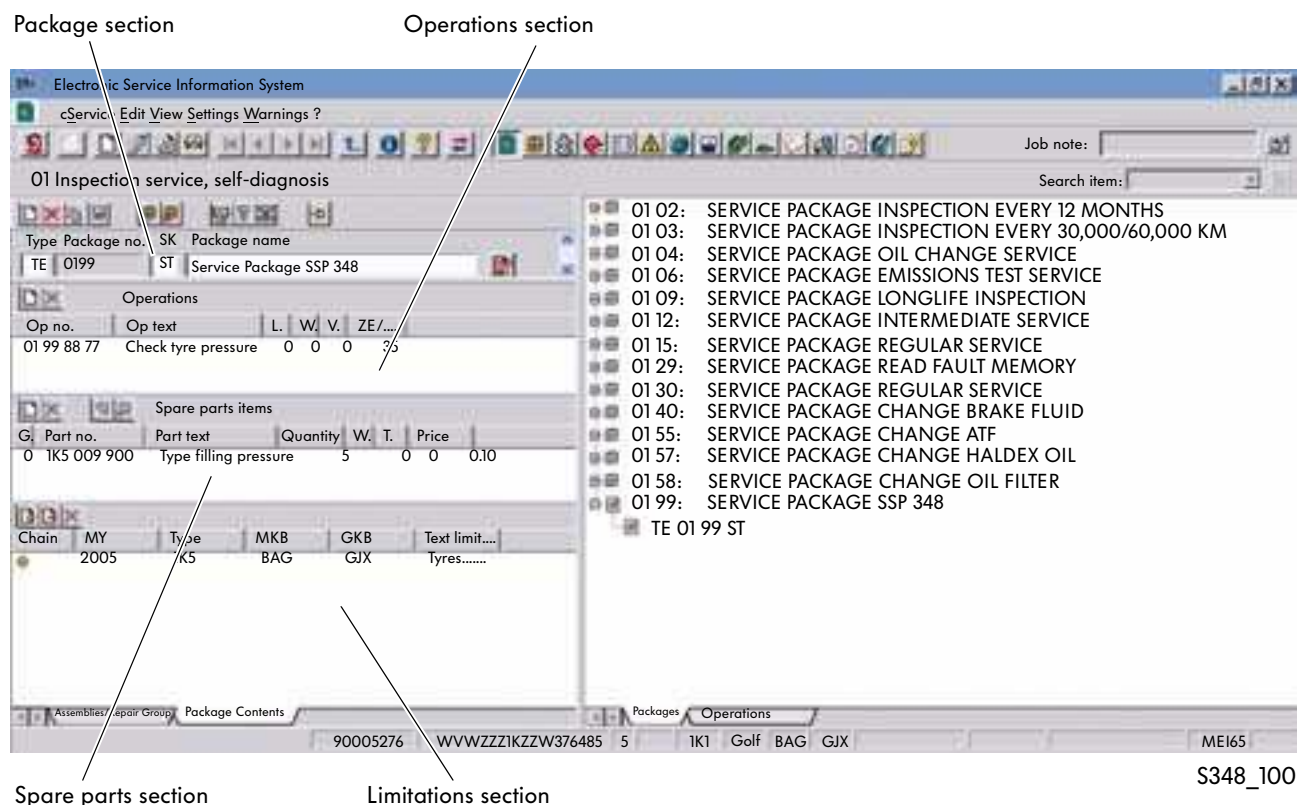 Package section
Operations section
Electronic Service Information System
cService Edit View Settings Warnings ?
Job note:
01 Inspection service, self-diagnosis
Search item:
Type Package no. SK Package name
TE 0199 ST Service Package SSP 348
Operations
Op no. Op text L. W. V. ZE/....
01 99 88 77 Check tyre pressure 0 0 0 35
Spare parts items
G. Part no. Part text Quantity W. T. Price
0 1K5 009 900 Type filling pressure 5 0 0 0.10
Chain MY Type MKB GKB Text limit....
2005 1K5 BAG GJX Tyres.......
Assemblies/Repair Group Package Contents
01 02: SERVICE PACKAGE INSPECTION EVERY 12 MONTHS
01 03: SERVICE PACKAGE INSPECTION EVERY 30,000/60,000 KM
01 04: SERVICE PACKAGE OIL CHANGE SERVICE
01 06: SERVICE PACKAGE EMISSIONS TEST SERVICE
01 09: SERVICE PACKAGE LONGLIFE INSPECTION
01 12: SERVICE PACKAGE INTERMEDIATE SERVICE
01 15: SERVICE PACKAGE REGULAR SERVICE
01 29: SERVICE PACKAGE READ FAULT MEMORY
01 30: SERVICE PACKAGE REGULAR SERVICE
01 40: SERVICE PACKAGE CHANGE BRAKE FLUID
01 55: SERVICE PACKAGE CHANGE ATF
01 57: SERVICE PACKAGE CHANGE HALDEX OIL
01 58: SERVICE PACKAGE CHANGE OIL FILTER
01 99: SERVICE PACKAGE SSP 348
TE 01 99 ST
Packages Operations
90005276 WVWZZZ1KZZW376485 5 1K1 Golf BAG GJX MEI65
S348_100
Spare parts section
Limitations section